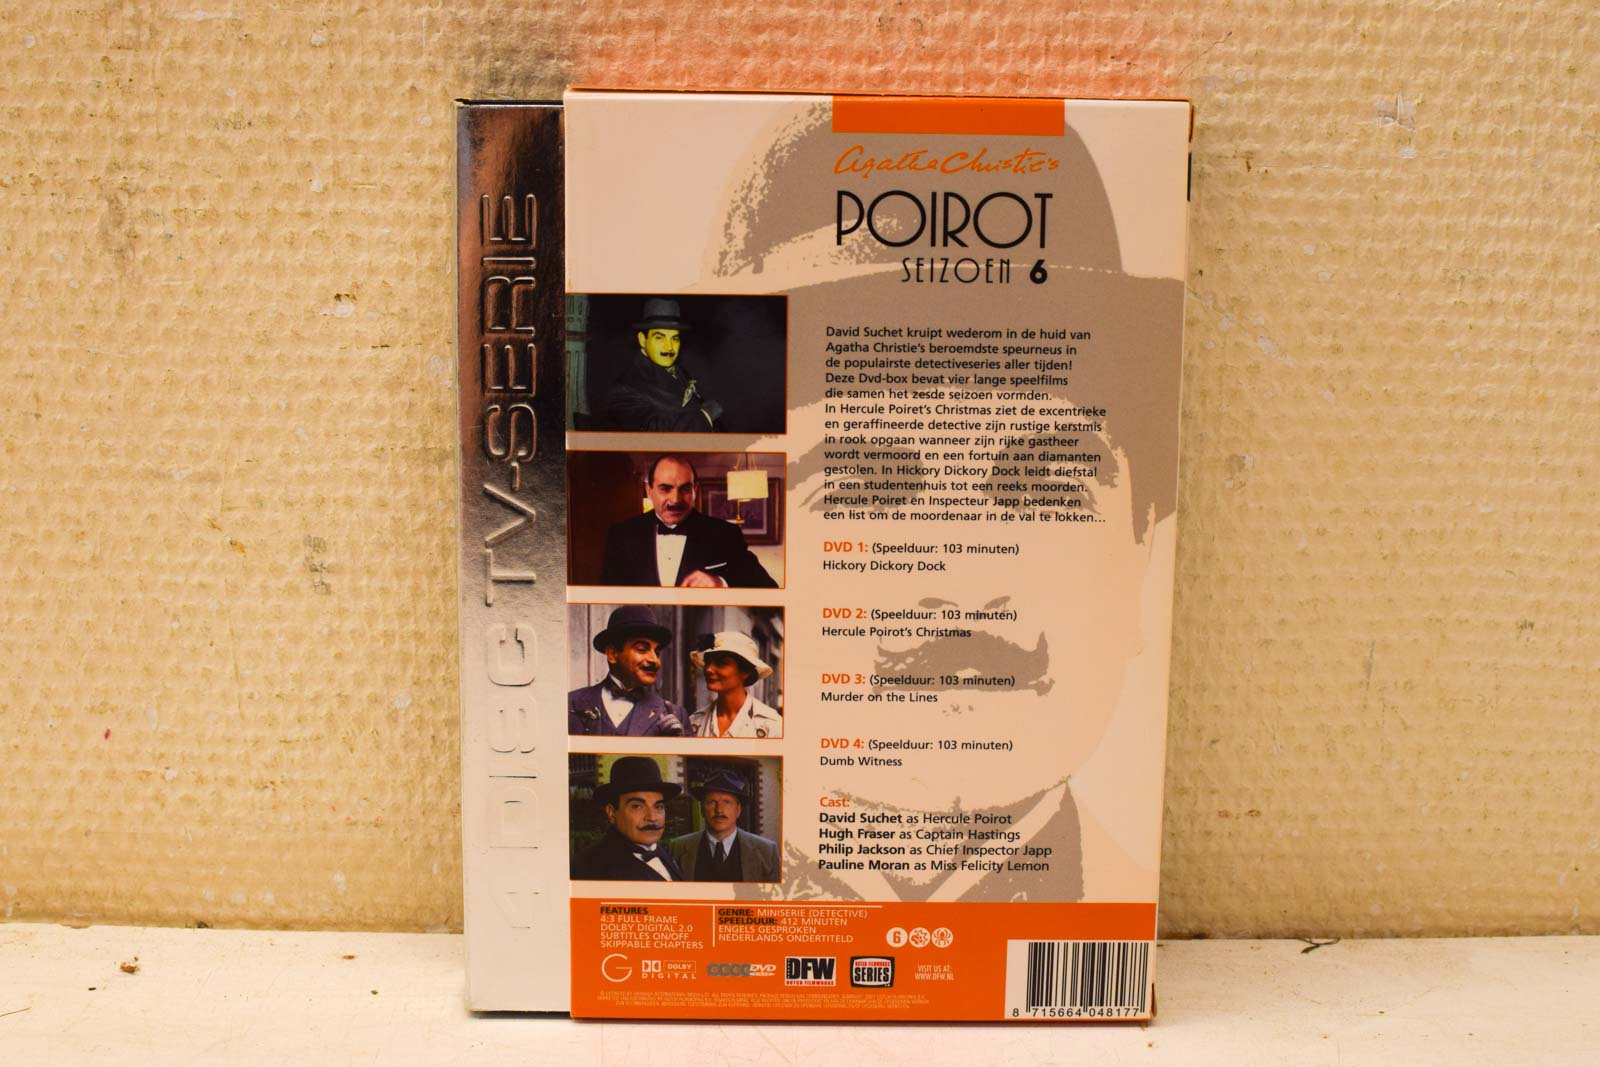 4 DISC TV-SERIE
Agatha Christie's
POIROT
SEIZOEN 6
David Suchet kruipt wederom in de huid van
Agatha Christie's beroemdste speurneus in
de populairste detectiveseries aller tijden!
Deze Dvd-box bevat vier lange speelfilms
die samen het zesde seizoen vormden.
In Hercule Poiret's Christmas ziet de excentrieke
en geraffineerde detective zijn rustige kerstmis
in rook opgaan wanneer zijn rijke gastheer
wordt vermoord en een fortuin aan diamanten
gestolen. In Hickory Dickory Dock leidt diefstal
in een studentenhuis tot een reeks moorden.
Hercule Poiret en Inspecteur Japp bedenken
een list om de moordenaar in de val te lokken...
DVD 1: (Speelduur: 103 minuten)
Hickory Dickory Dock
DVD 2: (Speelduur: 103 minuten)
Hercule Poirot's Christmas
DVD 3: (Speelduur: 103 minuten)
Murder on the Lines
DVD 4: (Speelduur: 103 minuten)
Dumb Witness
Cast:
David Suchet as Hercule Poirot
Hugh Fraser as Captain Hastings
Philip Jackson as Chief Inspector Japp
Pauline Moran as Miss Felicity Lemon
FEATURES
4:3 FULL FRAME
DOLBY DIGITAL 2.0
SUBTITLES ON/OFF
SKIPPABLE CHAPTERS
GENRE: MINISERIE (DETECTIVE)
SPEELDUUR: 412 MINUTEN
ENGELS GESPROKEN
NEDERLANDS ONDERTITELD
6
G
DOLBY
DIGITAL
DVD
VIDEO
DFW
DUTCH FILMWORKS
DUTCH FILMWORKS
SERIES
VISIT US AT:
WWW.DFW.NL
8 715664 048177